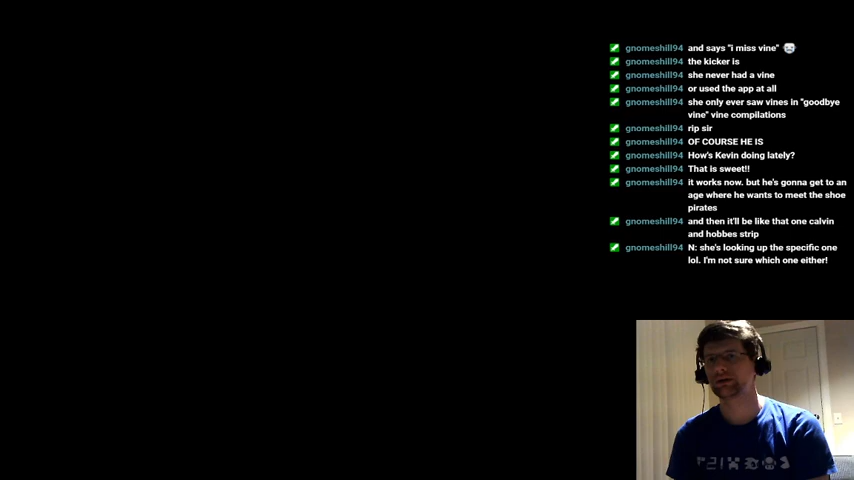 gnomeshill94 and says "i miss vine"
gnomeshill94 the kicker is
gnomeshill94 she never had a vine
gnomeshill94 or used the app at all
gnomeshill94 she only ever saw vines in "goodbye
vine" vine compilations
gnomeshill94 rip sir
gnomeshill94 OF COURSE HE IS
gnomeshill94 How's Kevin doing lately?
gnomeshill94 That is sweet!!
gnomeshill94 it works now. but he's gonna get to an
age where he wants to meet the shoe
pirates
gnomeshill94 and then it'll be like that one calvin
and hobbes strip
gnomeshill94 N: she's looking up the specific one
lol. I'm not sure which one either!